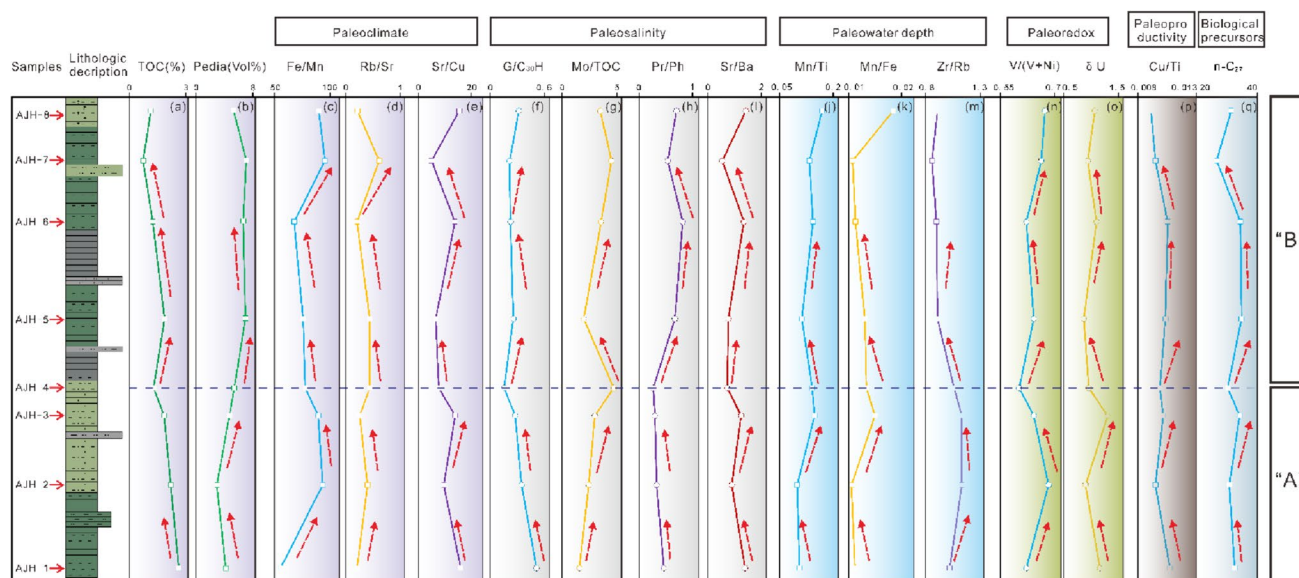 Paleoclimate
Paleosalinity
Paleowater depth
Paleoredox
Paleopro
ductivity
Biological
precursors
Samples
Lithologic
decription
TOC(%)
Pedia(Vol%)
Fe/Mn
Rb/Sr
Sr/Cu
G/C₃₀H
Mo/TOC
Pr/Ph
Sr/Ba
Mn/Ti
Mn/Fe
Zr/Rb
V/(V+Ni)
δ U
Cu/Ti
n-C₂₇
0 3
0 8
50 100
0 1
0 20
0 0.6
0 6
0 1
0 2
0.05 0.2
0.01 0.02
0.8 1.3
0.55 0.7
0.5 1.5
0.008 0.013
20 40
(a) (b) (c) (d) (e) (f) (g) (h) (i) (j) (k) (m) (n) (o) (p) (q)
AJH-8
AJH-7
AJH-6
"B
AJH-5
AJH-4
AJH-3
AJH-2
"A
AJH-1